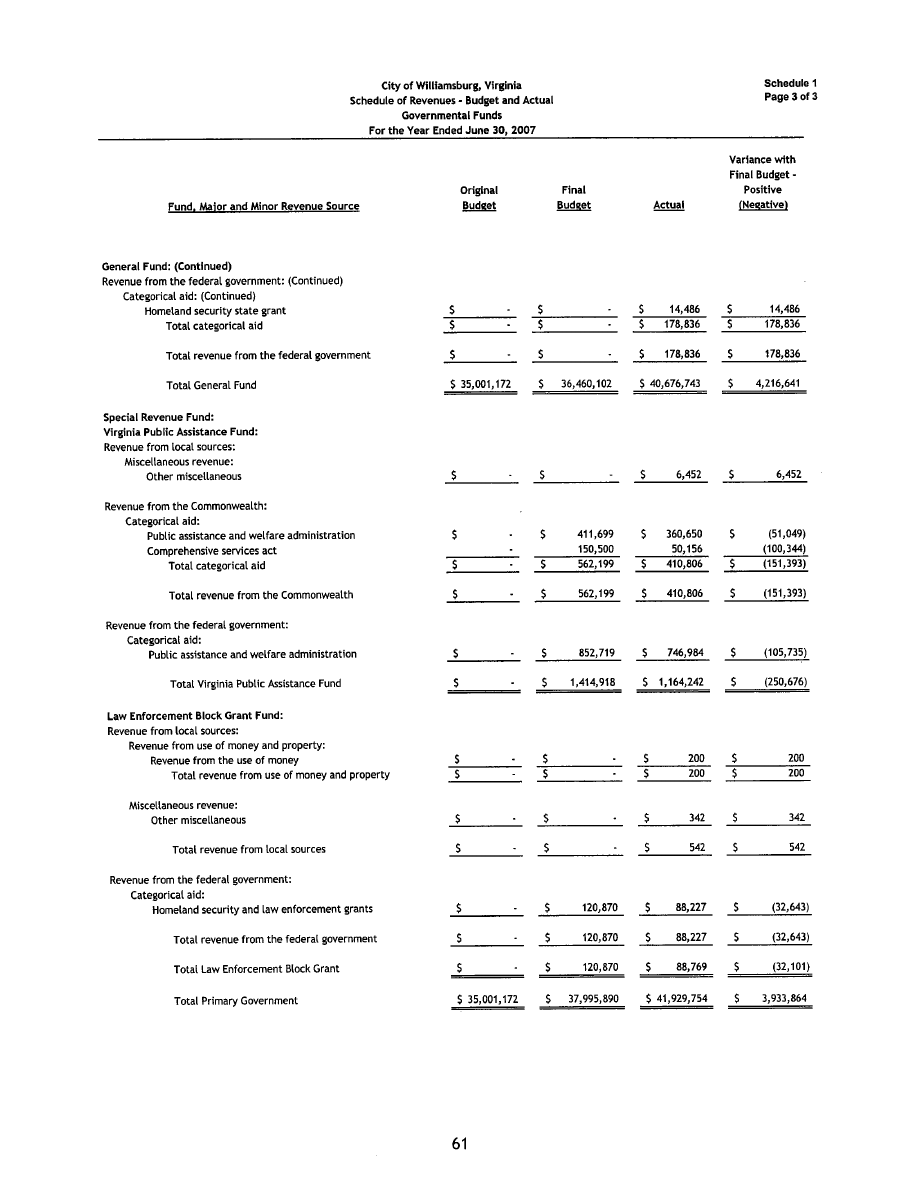 City of Williamsburg, Virginia
Schedule of Revenues - Budget and Actual
Governmental Funds
For the Year Ended June 30, 2007
Schedule 1
Page 3 of 3
Fund, Major and Minor Revenue Source
Original
Budget
Final
Budget
Actual
Variance with
Final Budget -
Positive
(Negative)
General Fund: (Continued)
Revenue from the federal government: (Continued)
Categorical aid: (Continued)
Homeland security state grant $ - $ - $ 14,486 $ 14,486
Total categorical aid $ - $ - $ 178,836 $ 178,836
Total revenue from the federal government $ - $ - $ 178,836 $ 178,836
Total General Fund $ 35,001,172 $ 36,460,102 $ 40,676,743 $ 4,216,641
Special Revenue Fund:
Virginia Public Assistance Fund:
Revenue from local sources:
Miscellaneous revenue:
Other miscellaneous $ - $ - $ 6,452 $ 6,452
Revenue from the Commonwealth:
Categorical aid:
Public assistance and welfare administration $ - $ 411,699 $ 360,650 $ (51,049)
Comprehensive services act - 150,500 50,156 (100,344)
Total categorical aid $ - $ 562,199 $ 410,806 $ (151,393)
Total revenue from the Commonwealth $ - $ 562,199 $ 410,806 $ (151,393)
Revenue from the federal government:
Categorical aid:
Public assistance and welfare administration $ - $ 852,719 $ 746,984 $ (105,735)
Total Virginia Public Assistance Fund $ - $ 1,414,918 $ 1,164,242 $ (250,676)
Law Enforcement Block Grant Fund:
Revenue from local sources:
Revenue from use of money and property:
Revenue from the use of money $ - $ - $ 200 $ 200
Total revenue from use of money and property $ - $ - $ 200 $ 200
Miscellaneous revenue:
Other miscellaneous $ - $ - $ 342 $ 342
Total revenue from local sources $ - $ - $ 542 $ 542
Revenue from the federal government:
Categorical aid:
Homeland security and law enforcement grants $ - $ 120,870 $ 88,227 $ (32,643)
Total revenue from the federal government $ - $ 120,870 $ 88,227 $ (32,643)
Total Law Enforcement Block Grant $ - $ 120,870 $ 88,769 $ (32,101)
Total Primary Government $ 35,001,172 $ 37,995,890 $ 41,929,754 $ 3,933,864
61